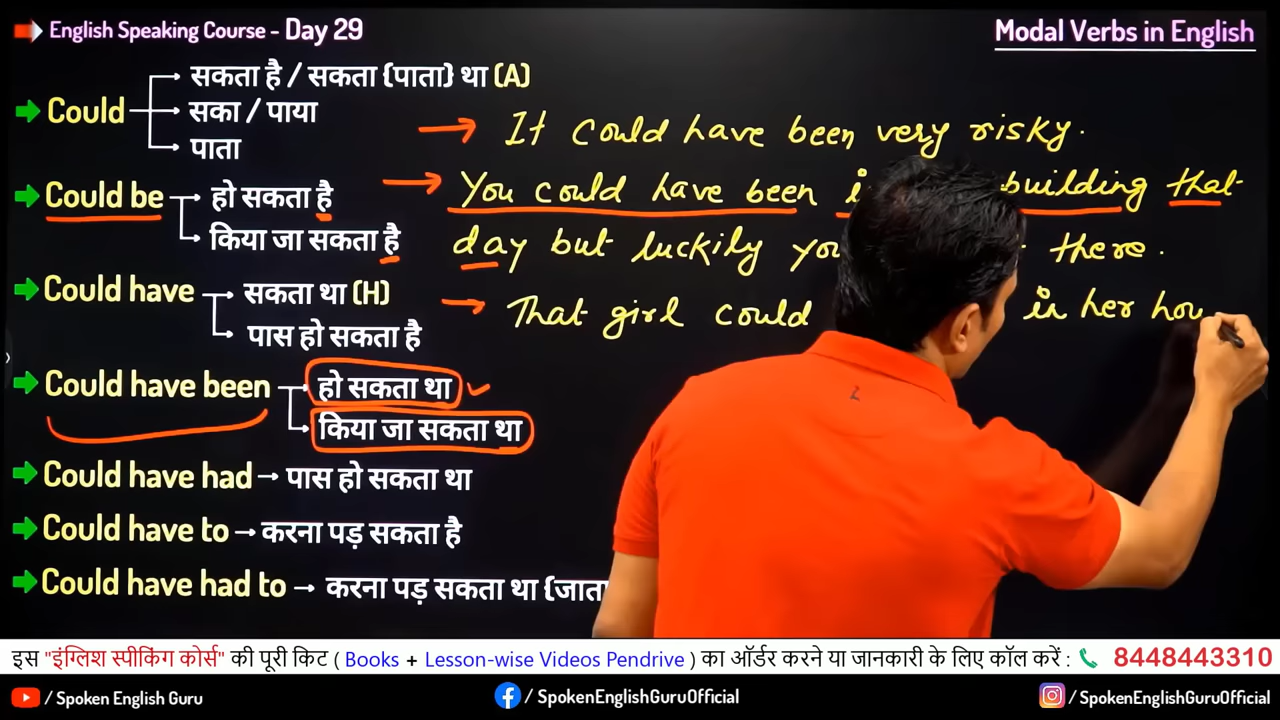 English Speaking Course - Day 29
Modal Verbs in English
Could
सकता है / सकता {पाता} था (A)
सका / पाया
पाता
Could be
हो सकता है
किया जा सकता है
Could have
सकता था (H)
पास हो सकता है
Could have been
हो सकता था
किया जा सकता था
Could have had → पास हो सकता था
Could have to → करना पड़ सकता है
Could have had to → करना पड़ सकता था {जाता
It could have been very risky.
You could have been building that
day but luckily there.
That girl could in her hou
इस "इंग्लिश स्पीकिंग कोर्स" की पूरी किट ( Books + Lesson-wise Videos Pendrive ) का ऑर्डर करने या जानकारी के लिए कॉल करें : 8448443310
/ Spoken English Guru
/SpokenEnglishGuruOfficial
/ SpokenEnglishGuruOfficial